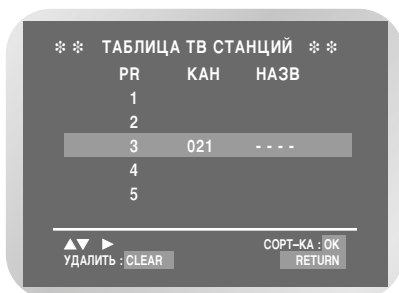 ❇ ❇ ТАБЛИЦА ТВ СТАНЦИЙ ❇ ❇
PR КАН НАЗВ
1
2
3 021 - - - -
4
5
▲▼ ► СОРТ–КА : OK
УДАЛИТЬ : CLEAR RETURN